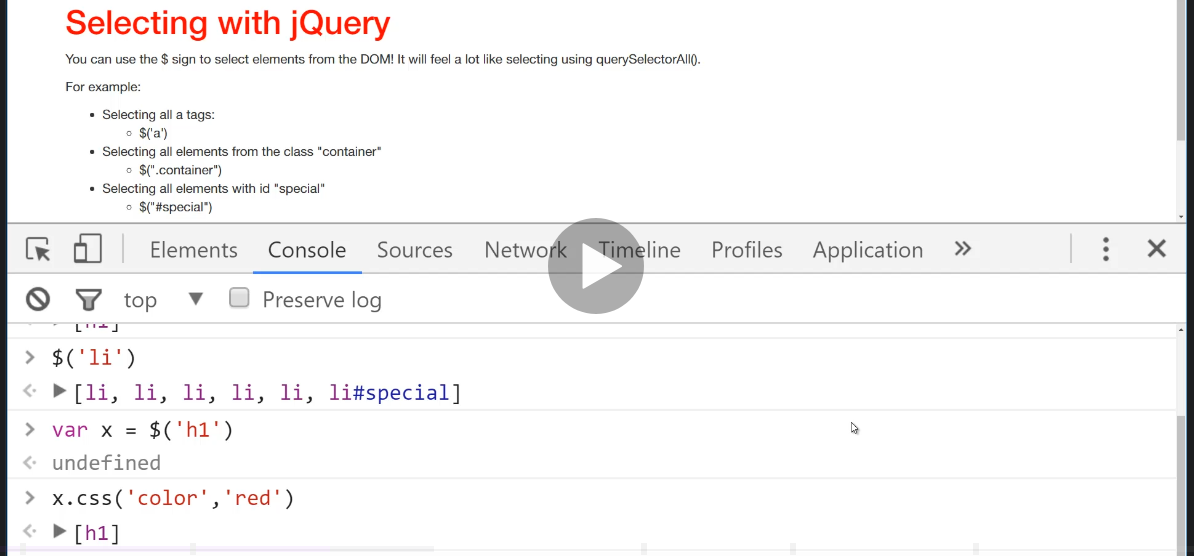 Selecting with jQuery
You can use the $ sign to select elements from the DOM! It will feel a lot like selecting using querySelectorAll().
For example:
Selecting all a tags:
$('a')
Selecting all elements from the class "container"
$(".container")
Selecting all elements with id "special"
$("#special")
Elements Console Sources Network Timeline Profiles Application
top Preserve log
[h1]
$('li')
[li, li, li, li, li, li#special]
var x = $('h1')
undefined
x.css('color','red')
[h1]